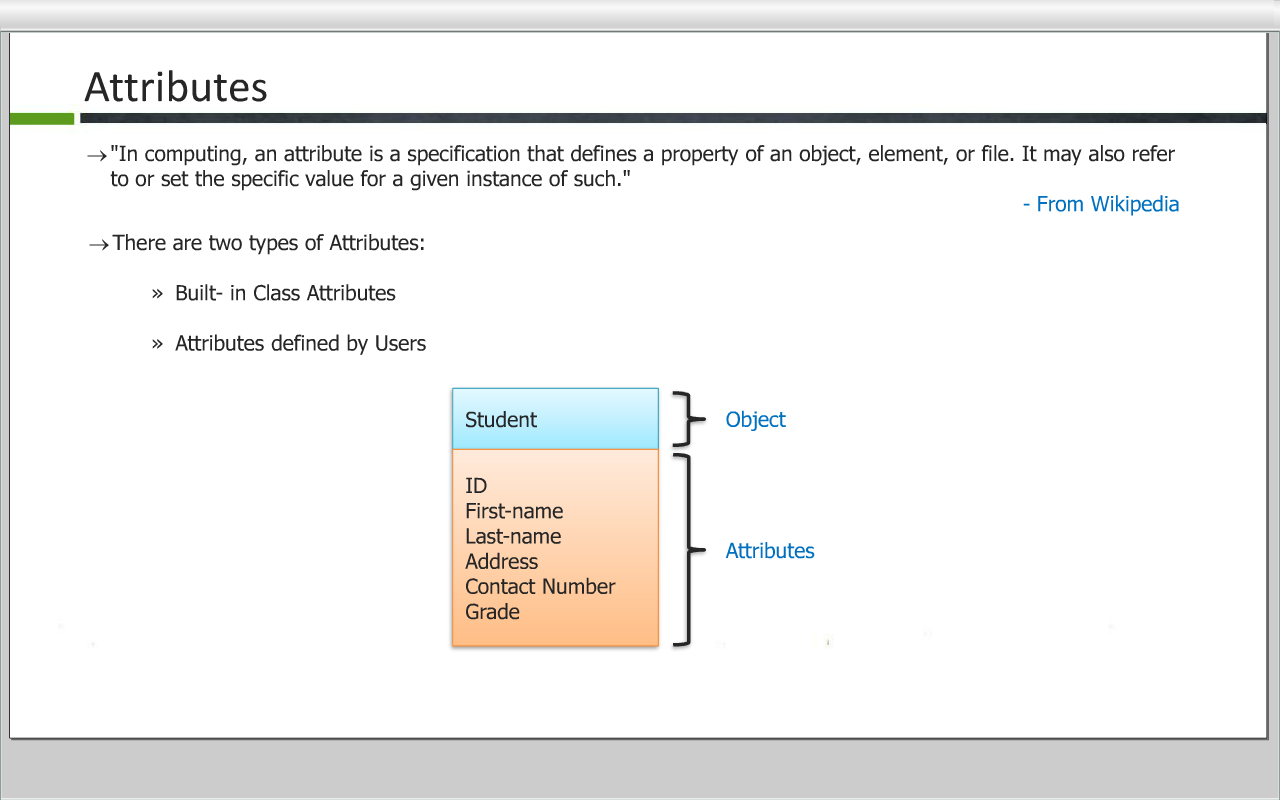 Attributes
→"In computing, an attribute is a specification that defines a property of an object, element, or file. It may also refer
to or set the specific value for a given instance of such."
- From Wikipedia
→There are two types of Attributes:
» Built- in Class Attributes
» Attributes defined by Users
Student
Object
ID
First-name
Last-name
Address
Contact Number
Grade
Attributes